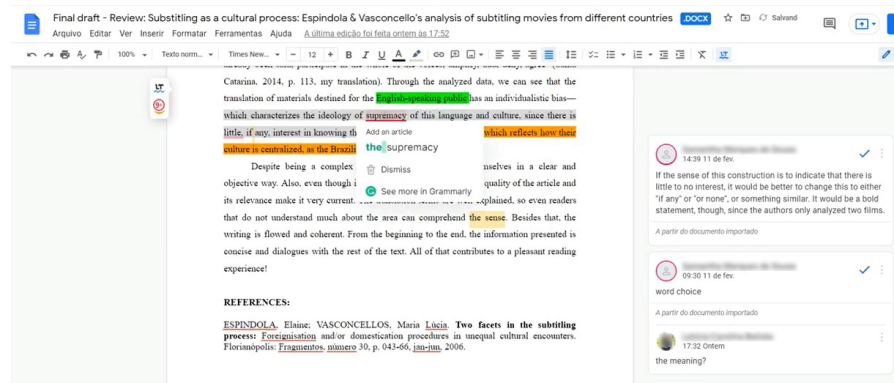 Final draft - Review: Substitling as a cultural process: Espindola & Vasconcello's analysis of subtitling movies from different countries .DOCX Salvand
Arquivo Editar Ver Inserir Formatar Ferramentas Ajuda A última edição foi feita ontem às 17:52
100% Texto norm... Times New... 12 B I U A
Catarina, 2014, p. 113, my translation). Through the analyzed data, we can see that the
translation of materials destined for the English-speaking public has an individualistic bias—
which characterizes the ideology of supremacy of this language and culture, since there is
little, if any, interest in knowing th which reflects how their
culture is centralized, as the Brazili
Add an article
the supremacy
Dismiss
See more in Grammarly
Despite being a complex mselves in a clear and
objective way. Also, even though i quality of the article and
its relevance make it very current. explained, so even readers
that do not understand much about the area can comprehend the sense. Besides that, the
writing is flowed and coherent. From the beginning to the end, the information presented is
concise and dialogues with the rest of the text. All of that contributes to a pleasant reading
experience!
REFERENCES:
ESPINDOLA, Elaine; VASCONCELLOS, Maria Lúcia. Two facets in the subtitling
process: Foreignisation and/or domestication procedures in unequal cultural encounters.
Florianópolis: Fragmentos, número 30, p. 043-66, jan-jun, 2006.
14:39 11 de fev.
If the sense of this construction is to indicate that there is
little to no interest, it would be better to change this to either
"if any" or "or none", or something similar. It would be a bold
statement, though, since the authors only analyzed two films.
A partir do documento importado
09:30 11 de fev.
word choice
A partir do documento importado
17:32 Ontem
the meaning?